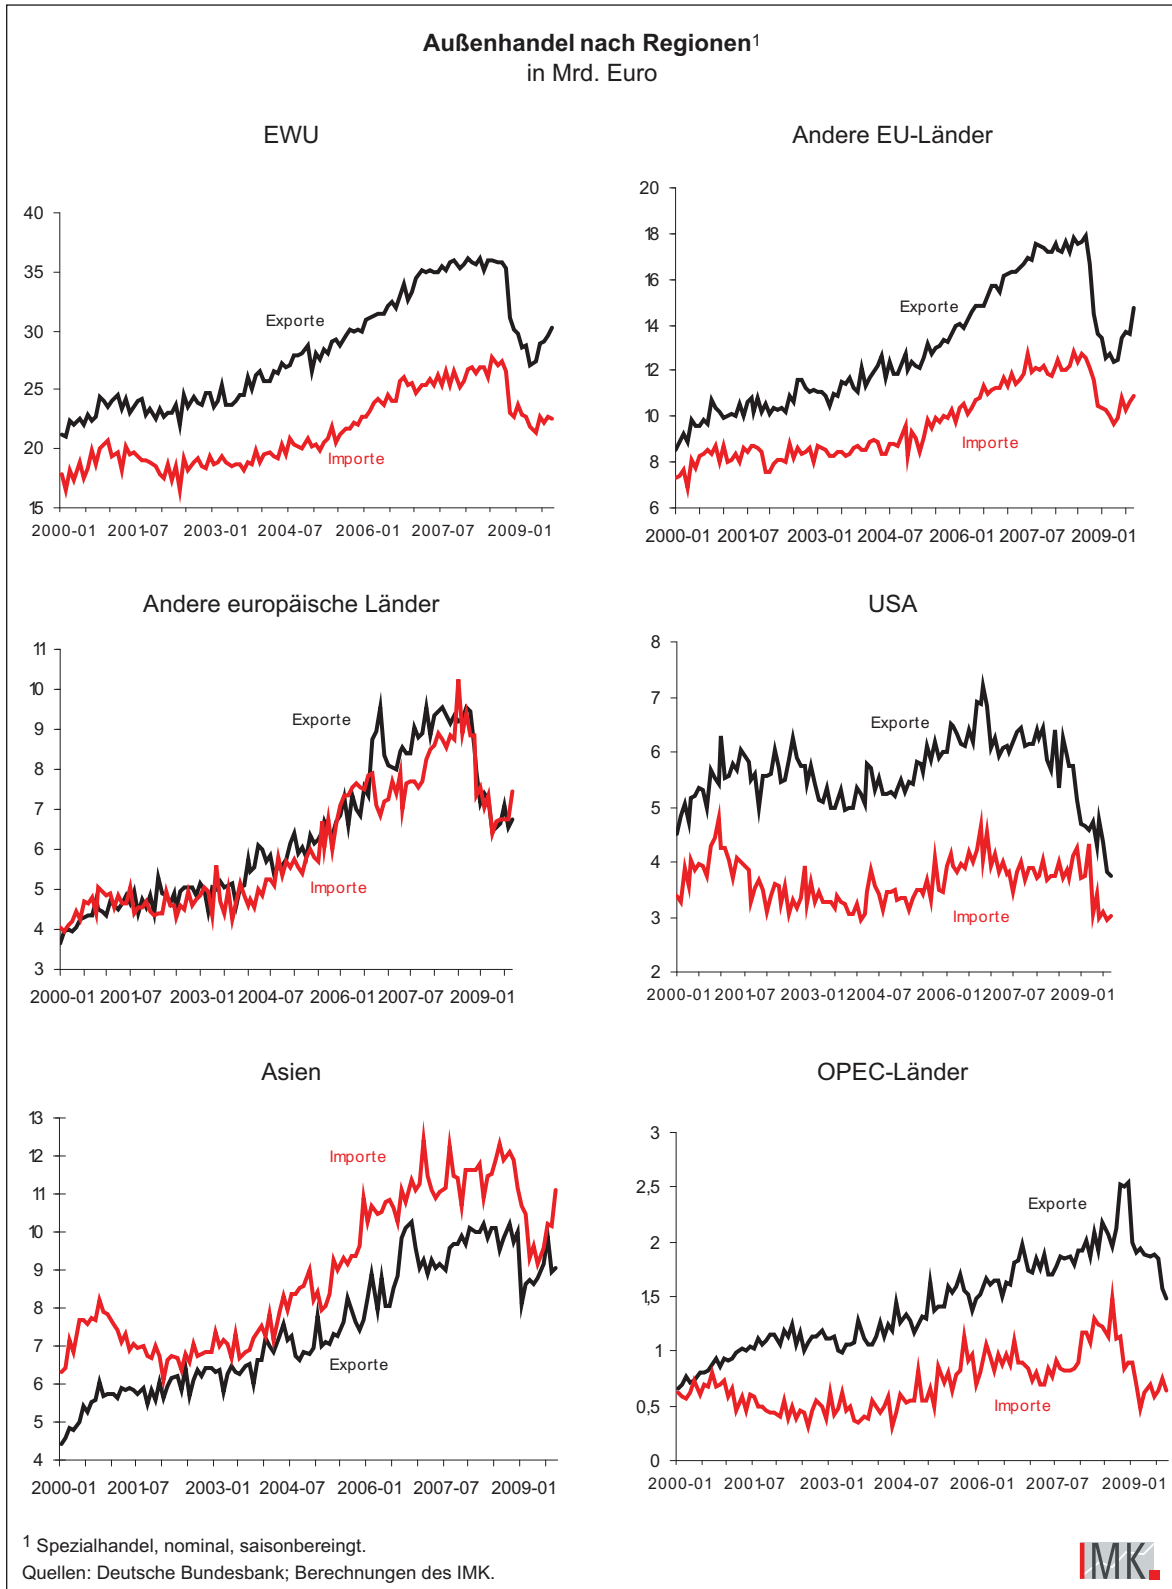 Außenhandel nach Regionen¹
in Mrd. Euro
EWU
40
35
30
25
20
15
Exporte
Importe
2000-01 2001-07 2003-01 2004-07 2006-01 2007-07 2009-01
Andere EU-Länder
20
18
16
14
12
10
8
6
Exporte
Importe
2000-01 2001-07 2003-01 2004-07 2006-01 2007-07 2009-01
Andere europäische Länder
11
10
9
8
7
6
5
4
3
Exporte
Importe
2000-01 2001-07 2003-01 2004-07 2006-01 2007-07 2009-01
USA
8
7
6
5
4
3
2
Exporte
Importe
2000-01 2001-07 2003-01 2004-07 2006-01 2007-07 2009-01
Asien
13
12
11
10
9
8
7
6
5
4
Importe
Exporte
2000-01 2001-07 2003-01 2004-07 2006-01 2007-07 2009-01
OPEC-Länder
3
2,5
2
1,5
1
0,5
0
Exporte
Importe
2000-01 2001-07 2003-01 2004-07 2006-01 2007-07 2009-01
¹ Spezialhandel, nominal, saisonbereingt.
Quellen: Deutsche Bundesbank; Berechnungen des IMK.
IMK.